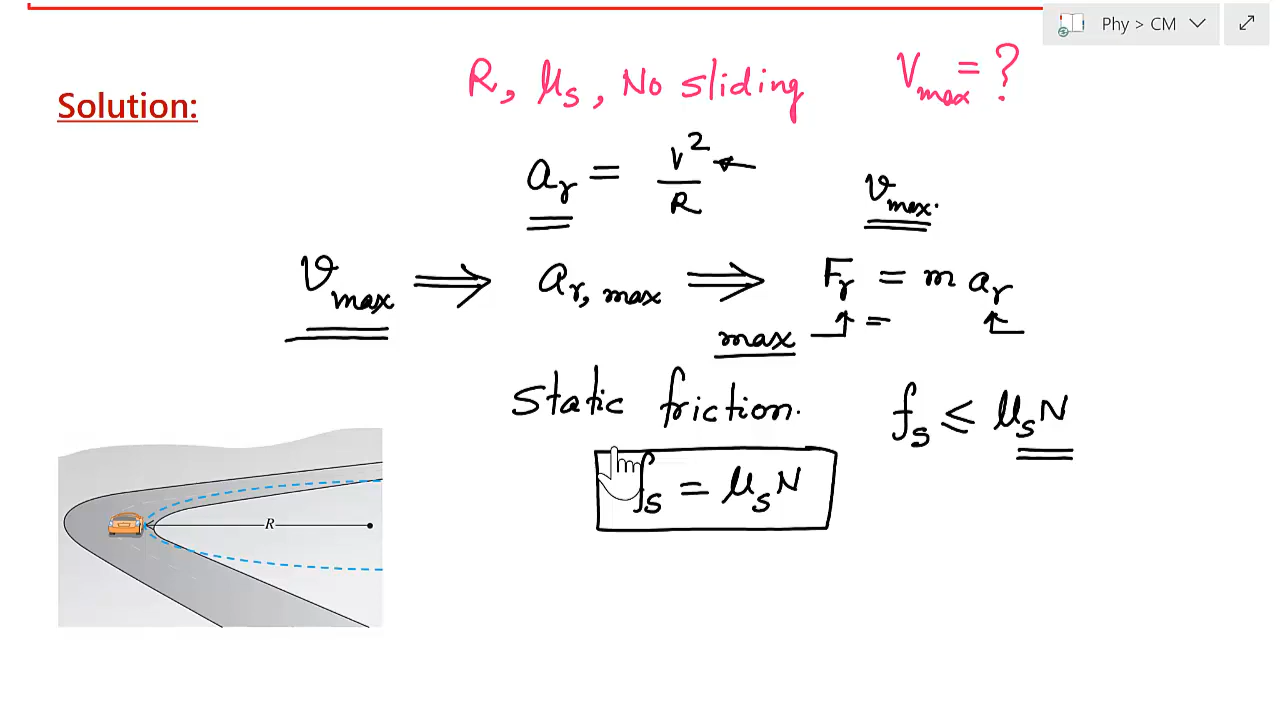 Phy > CM
R, μs, No sliding Vmax = ?
Solution:
ar = v²/R
vmax.
vmax ⟹ ar, max ⟹ Fr = m ar
max =
Static friction. fs ≤ μsN
fs = μsN
R